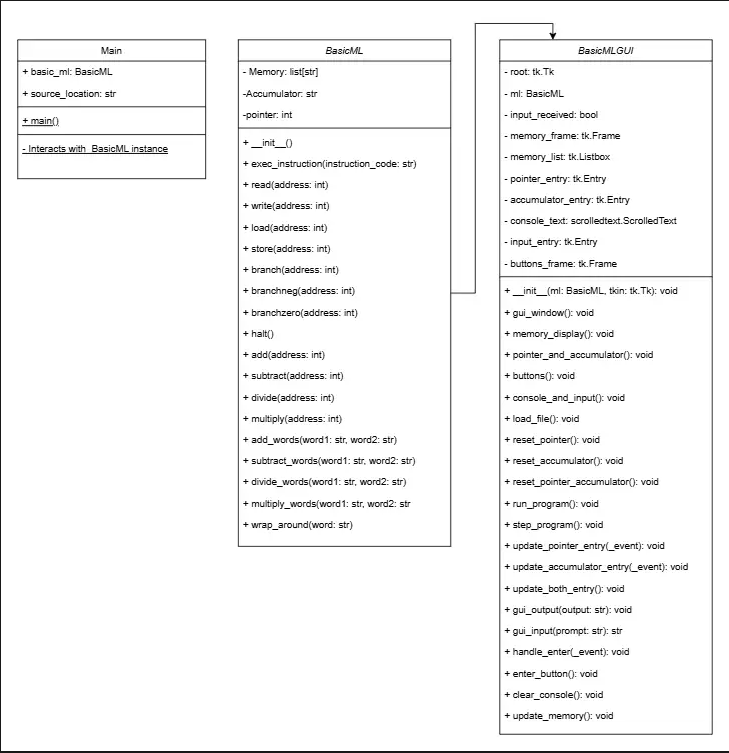 Main
+ basic_ml: BasicML
+ source_location: str
+ main()
- Interacts with BasicML instance
BasicML
- Memory: list[str]
-Accumulator: str
-pointer: int
+ __init__()
+ exec_instruction(instruction_code: str)
+ read(address: int)
+ write(address: int)
+ load(address: int)
+ store(address: int)
+ branch(address: int)
+ branchneg(address: int)
+ branchzero(address: int)
+ halt()
+ add(address: int)
+ subtract(address: int)
+ divide(address: int)
+ multiply(address: int)
+ add_words(word1: str, word2: str)
+ subtract_words(word1: str, word2: str)
+ divide_words(word1: str, word2: str)
+ multiply_words(word1: str, word2: str
+ wrap_around(word: str)
BasicMLGUI
- root: tk.Tk
- ml: BasicML
- input_received: bool
- memory_frame: tk.Frame
- memory_list: tk.Listbox
- pointer_entry: tk.Entry
- accumulator_entry: tk.Entry
- console_text: scrolledtext.ScrolledText
- input_entry: tk.Entry
- buttons_frame: tk.Frame
+ __init__(ml: BasicML, tkin: tk.Tk): void
+ gui_window(): void
+ memory_display(): void
+ pointer_and_accumulator(): void
+ buttons(): void
+ console_and_input(): void
+ load_file(): void
+ reset_pointer(): void
+ reset_accumulator(): void
+ reset_pointer_accumulator(): void
+ run_program(): void
+ step_program(): void
+ update_pointer_entry(_event): void
+ update_accumulator_entry(_event): void
+ update_both_entry(): void
+ gui_output(output: str): void
+ gui_input(prompt: str): str
+ handle_enter(_event): void
+ enter_button(): void
+ clear_console(): void
+ update_memory(): void